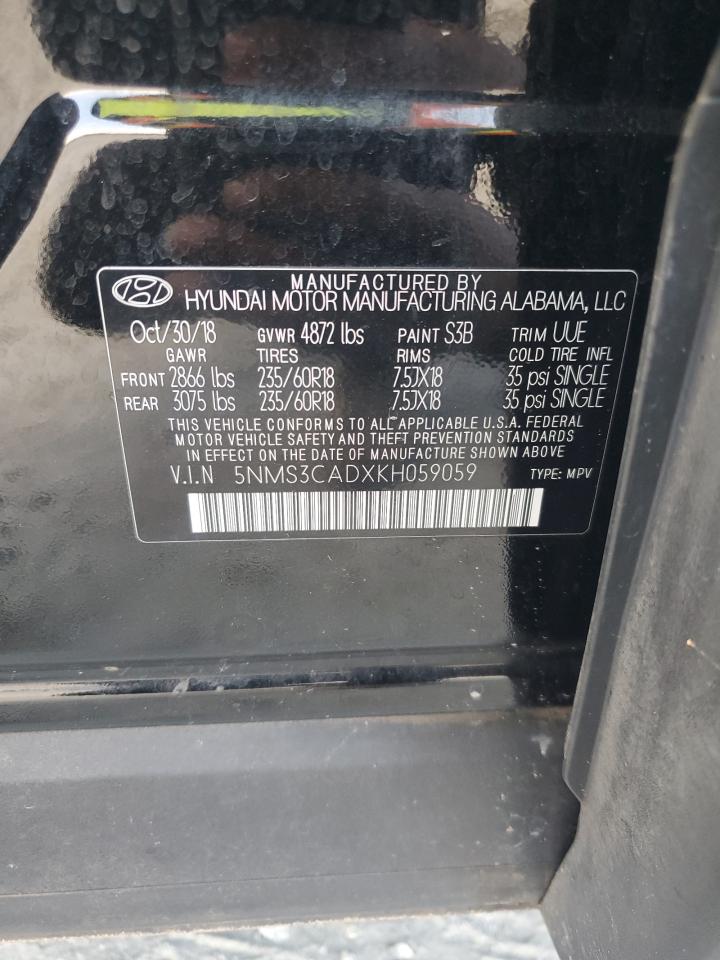 MANUFACTURED BY
HYUNDAI MOTOR MANUFACTURING ALABAMA, LLC
Oct/30/18 GVWR 4872 lbs PAINT S3B TRIM UUE
GAWR TIRES RIMS COLD TIRE INFL
FRONT 2866 lbs 235/60R18 7.5JX18 35 psi SINGLE
REAR 3075 lbs 235/60R18 7.5JX18 35 psi SINGLE
THIS VEHICLE CONFORMS TO ALL APPLICABLE U.S.A. FEDERAL
MOTOR VEHICLE SAFETY AND THEFT PREVENTION STANDARDS
IN EFFECT ON THE DATE OF MANUFACTURE SHOWN ABOVE
V.I.N 5NMS3CADXKH059059 TYPE: MPV